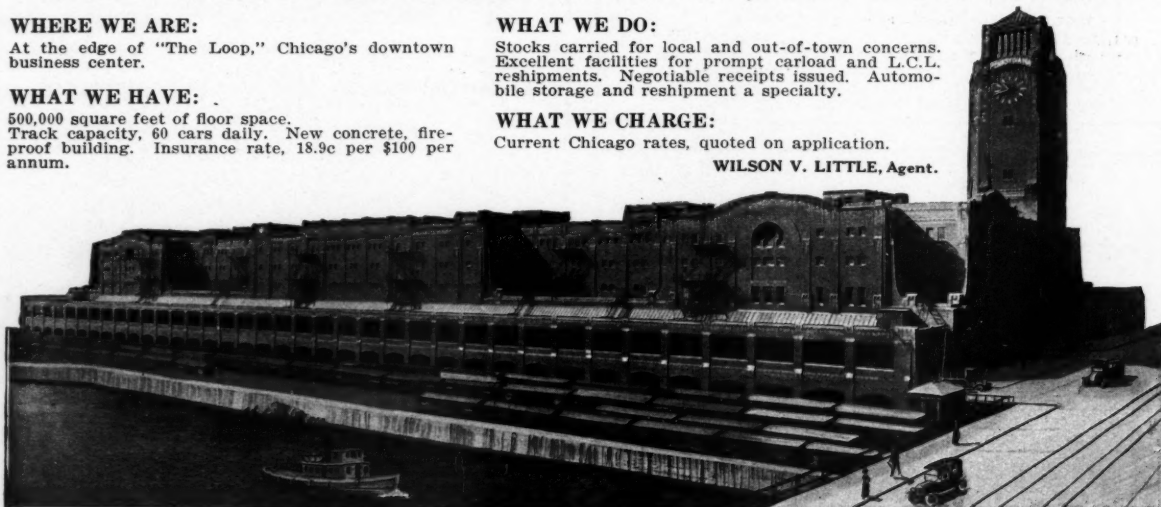 WHERE WE ARE:
At the edge of "The Loop," Chicago's downtown
business center.
WHAT WE HAVE:
500,000 square feet of floor space.
Track capacity, 60 cars daily. New concrete, fire-
proof building. Insurance rate, 18.9c per $100 per
annum.
WHAT WE DO:
Stocks carried for local and out-of-town concerns.
Excellent facilities for prompt carload and L.C.L.
reshipments. Negotiable receipts issued. Automo-
bile storage and reshipment a specialty.
WHAT WE CHARGE:
Current Chicago rates, quoted on application.
WILSON V. LITTLE, Agent.